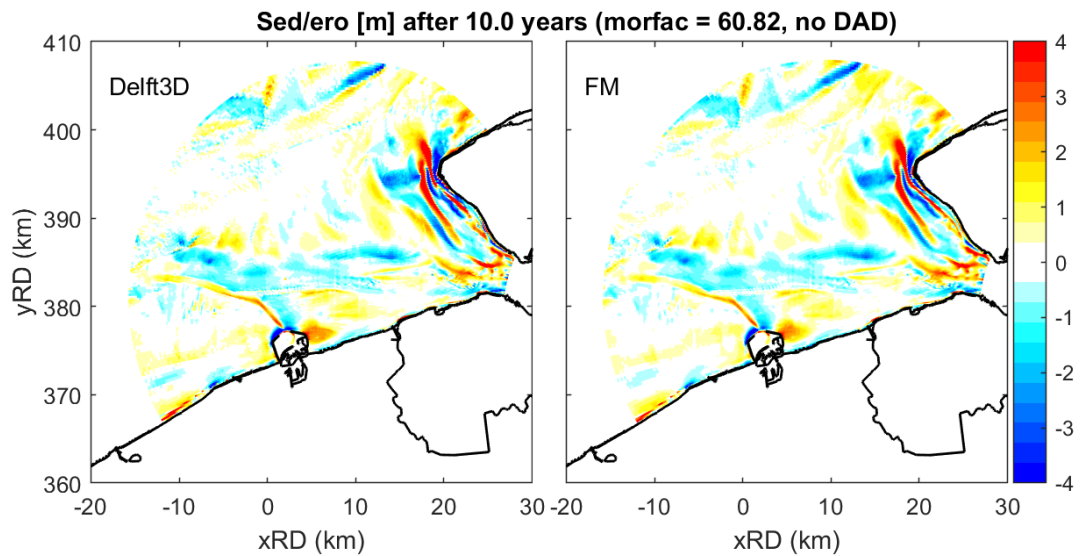 Sed/ero [m] after 10.0 years (morfac = 60.82, no DAD)
Delft3D
FM
410
400
390
380
370
360
yRD (km)
-20 -10 0 10 20 30
xRD (km)
-20 -10 0 10 20 30
xRD (km)
4
3
2
1
0
-1
-2
-3
-4